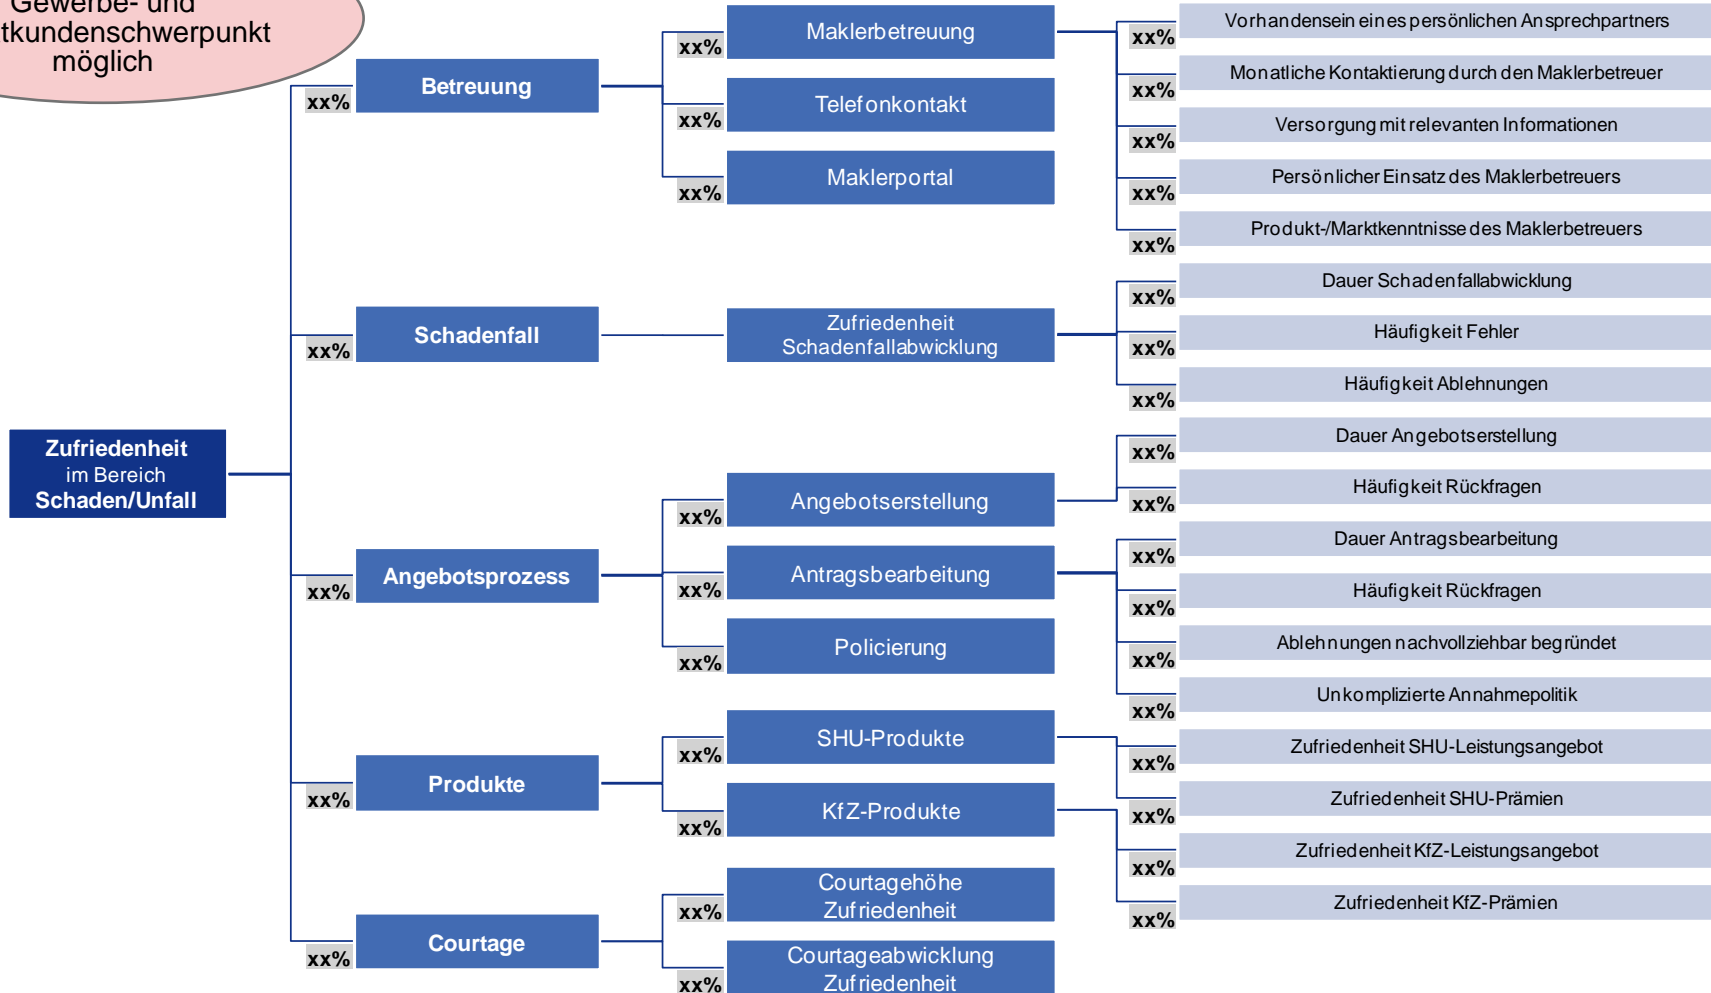 Gewerbe- und
tkundenschwerpunkt
möglich
Zufriedenheit
im Bereich
Schaden/Unfall
xx%
Betreuung
xx%
Maklerbetreuung
xx%
Vorhandensein eines persönlichen Ansprechpartners
xx%
Monatliche Kontaktierung durch den Maklerbetreuer
xx%
Versorgung mit relevanten Informationen
xx%
Persönlicher Einsatz des Maklerbetreuers
xx%
Produkt-/Marktkenntnisse des Maklerbetreuers
xx%
Telefonkontakt
xx%
Maklerportal
xx%
Schadenfall
Zufriedenheit
Schadenfallabwicklung
xx%
Dauer Schadenfallabwicklung
xx%
Häufigkeit Fehler
xx%
Häufigkeit Ablehnungen
xx%
Angebotsprozess
xx%
Angebotserstellung
xx%
Dauer Angebotserstellung
xx%
Häufigkeit Rückfragen
xx%
Antragsbearbeitung
xx%
Dauer Antragsbearbeitung
xx%
Häufigkeit Rückfragen
xx%
Ablehnungen nachvollziehbar begründet
xx%
Unkomplizierte Annahmepolitik
xx%
Policierung
xx%
Produkte
xx%
SHU-Produkte
xx%
Zufriedenheit SHU-Leistungsangebot
xx%
Zufriedenheit SHU-Prämien
xx%
KfZ-Produkte
xx%
Zufriedenheit KfZ-Leistungsangebot
xx%
Zufriedenheit KfZ-Prämien
xx%
Courtage
xx%
Courtagehöhe
Zufriedenheit
xx%
Courtageabwicklung
Zufriedenheit